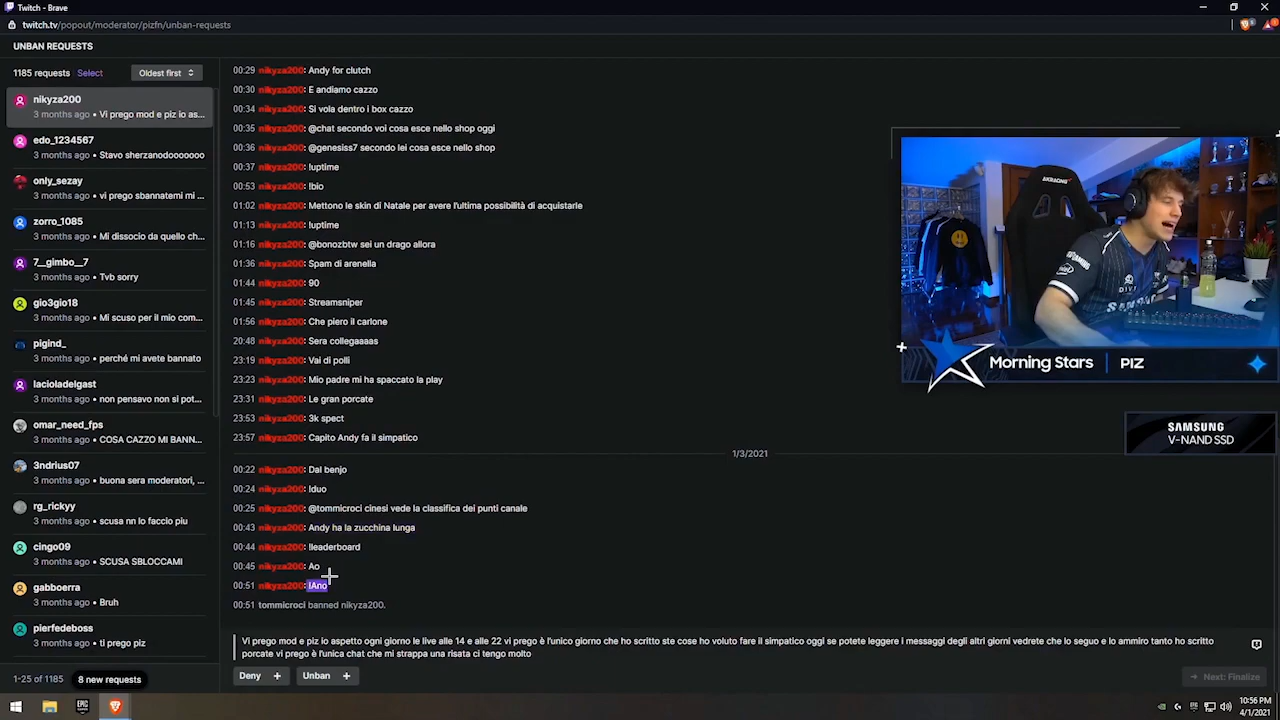 Twitch - Brave
twitch.tv/popout/moderator/pizfn/unban-requests
UNBAN REQUESTS
1185 requests Select Oldest first
nikyza200
3 months ago • Vi prego mod e piz io as...
edo_1234567
3 months ago • Stavo sherzandooooooo
only_sezay
3 months ago • vi prego sbannatemi mi ...
zorro_1085
3 months ago • Mi dissocio da quello ch...
7__gimbo__7
3 months ago • Tvb sorry
gio3gio18
3 months ago • Mi scuso per il mio com...
pigind_
3 months ago • perché mi avete bannato
lacioladelgast
3 months ago • non pensavo non si pot...
omar_need_fps
3 months ago • COSA CAZZO MI BANN...
3ndrius07
3 months ago • buona sera moderatori, ...
rg_rickyy
3 months ago • scusa nn lo faccio piu
cingo09
3 months ago • SCUSA SBLOCCAMI
gabboerra
3 months ago • Bruh
pierfedeboss
3 months ago • ti prego piz
1-25 of 1185 8 new requests
00:29 nikyza200: Andy for clutch
00:30 nikyza200: E andiamo cazzo
00:34 nikyza200: Si vola dentro i box cazzo
00:35 nikyza200: @chat secondo voi cosa esce nello shop oggi
00:36 nikyza200: @genesiss7 secondo lei cosa esce nello shop
00:37 nikyza200: !uptime
00:53 nikyza200: !bio
01:02 nikyza200: Mettono le skin di Natale per avere l'ultima possibilità di acquistarle
01:13 nikyza200: !uptime
01:16 nikyza200: @bonozbtw sei un drago allora
01:36 nikyza200: Spam di arenella
01:44 nikyza200: 90
01:45 nikyza200: Streamsniper
01:56 nikyza200: Che piero il carlone
20:48 nikyza200: Sera collegaaaas
23:19 nikyza200: Vai di polli
23:23 nikyza200: Mio padre mi ha spaccato la play
23:31 nikyza200: Le gran porcate
23:53 nikyza200: 3k spect
23:57 nikyza200: Capito Andy fa il simpatico
1/3/2021
00:22 nikyza200: Dal benjo
00:24 nikyza200: !duo
00:25 nikyza200: @tommicroci cinesi vede la classifica dei punti canale
00:43 nikyza200: Andy ha la zucchina lunga
00:44 nikyza200: !leaderboard
00:45 nikyza200: Ao
00:51 nikyza200: !Ano
00:51 tommicroci banned nikyza200.
Vi prego mod e piz io aspetto ogni giorno le live alle 14 e alle 22 vi prego è l'unico giorno che ho scritto ste cose ho voluto fare il simpatico oggi se potete leggere i messaggi degli altri giorni vedrete che lo seguo e lo ammiro tanto ho scritto
porcate vi prego è l'unica chat che mi strappa una risata ci tengo molto
Deny + Unban + → Next: Finalize
AKRACING
Morning Stars | PIZ
SAMSUNG
V-NAND SSD
EPIC
10:56 PM
4/1/2021